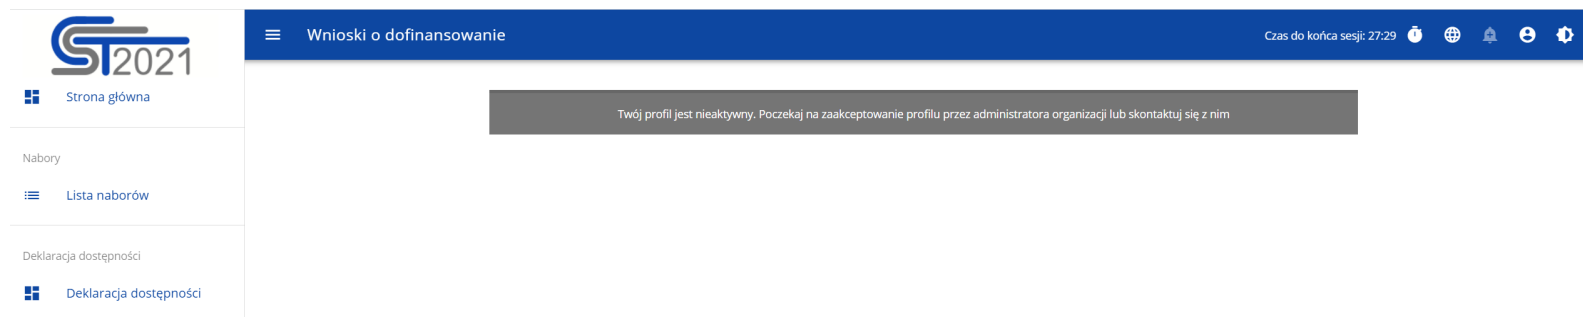 CST2021
Wnioski o dofinansowanie
Czas do końca sesji: 27:29
Strona główna
Twój profil jest nieaktywny. Poczekaj na zaakceptowanie profilu przez administratora organizacji lub skontaktuj się z nim
Nabory
Lista naborów
Deklaracja dostępności
Deklaracja dostępności